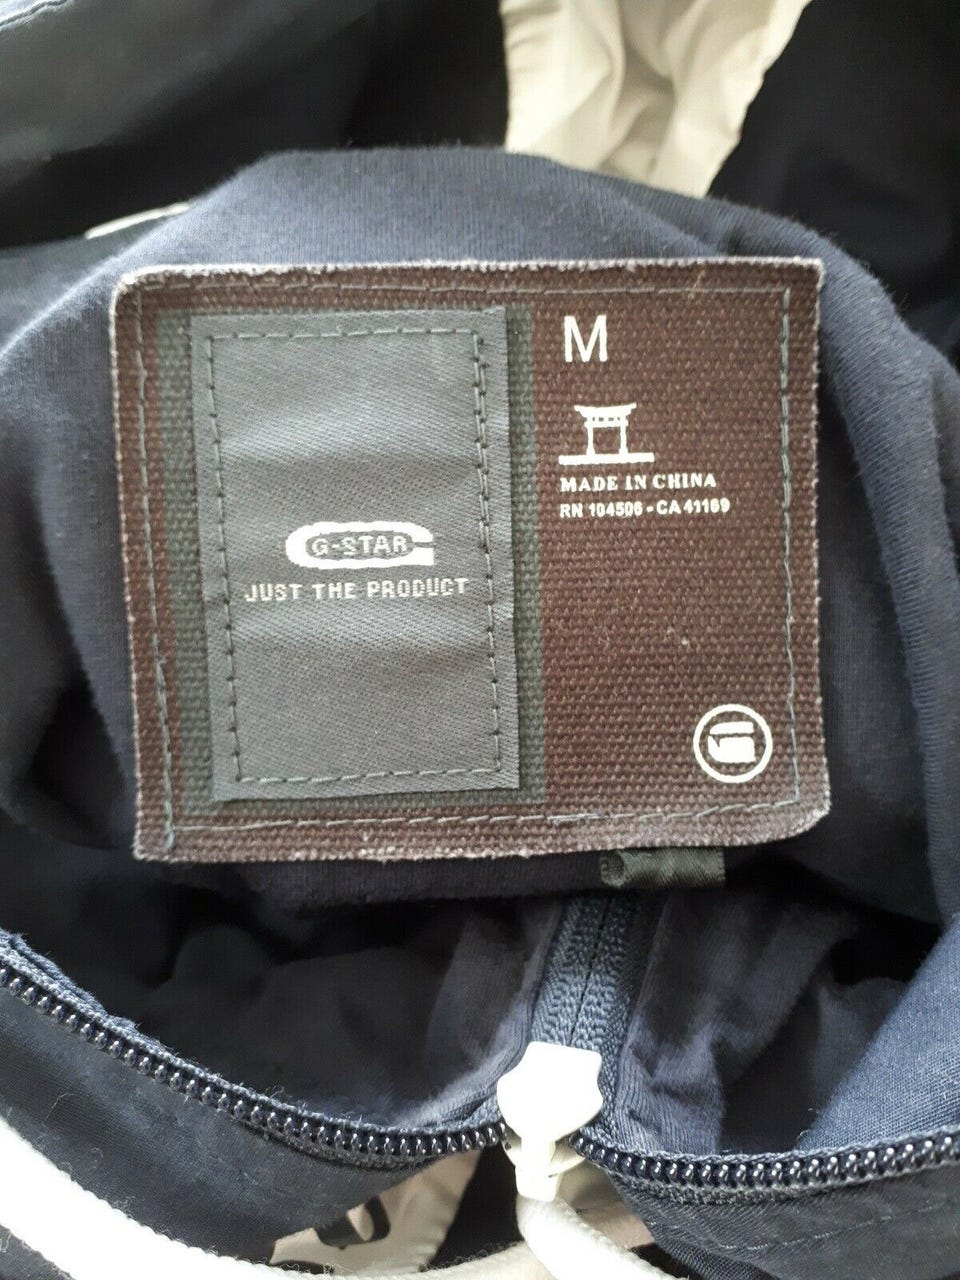 G-STAR
JUST THE PRODUCT
M
MADE IN CHINA
RN 104506 - CA 41169